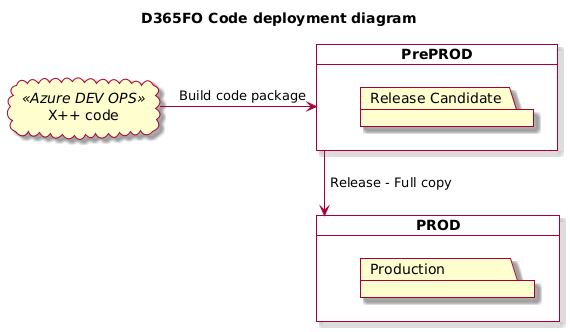 D365FO Code deployment diagram
PrePROD
«Azure DEV OPS»
X++ code
Build code package
Release Candidate
Release - Full copy
PROD
Production